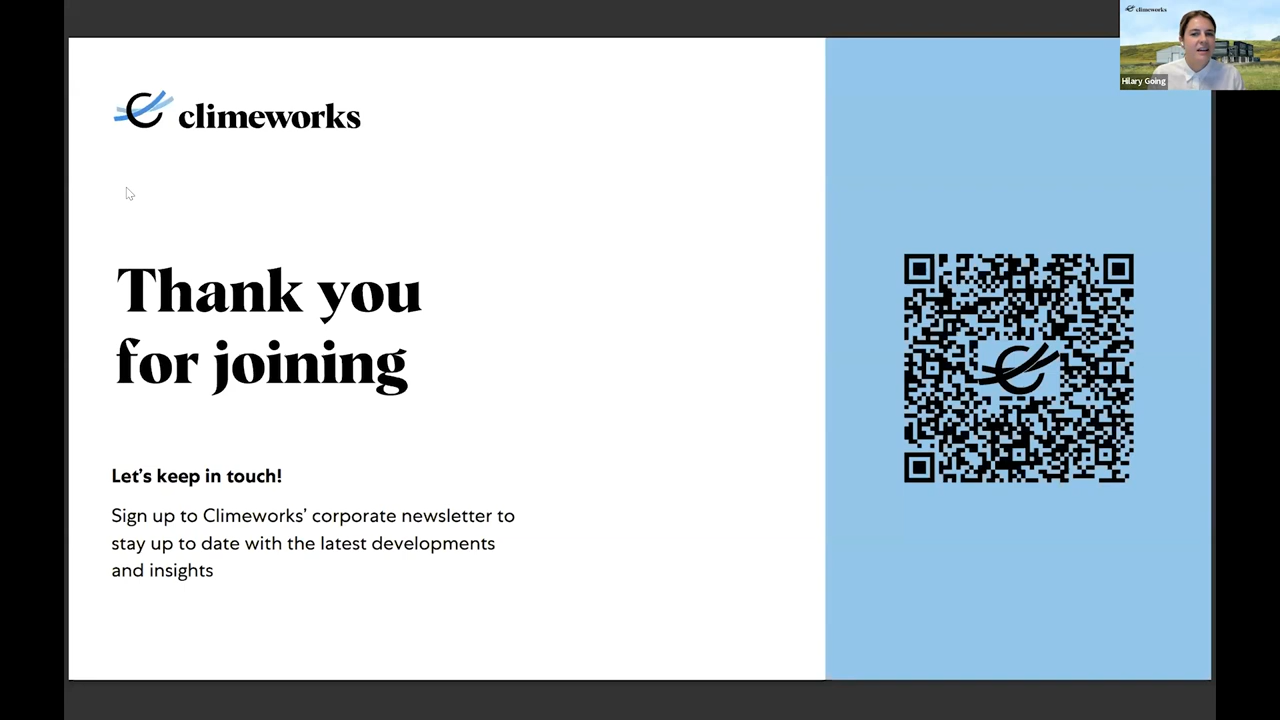 climeworks
Hilary Going
climeworks
Thank you
for joining
Let's keep in touch!
Sign up to Climeworks' corporate newsletter to
stay up to date with the latest developments
and insights